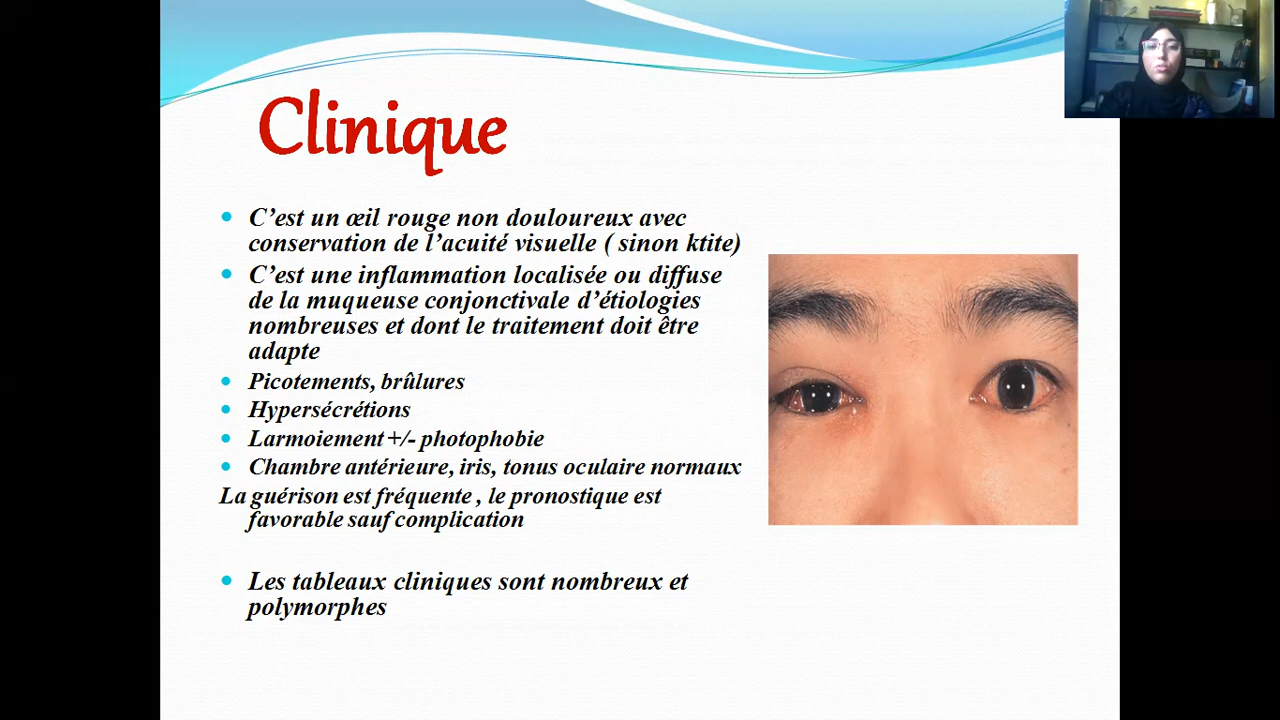 Clinique
C’est un œil rouge non douloureux avec
conservation de l’acuité visuelle ( sinon ktite)
C’est une inflammation localisée ou diffuse
de la muqueuse conjonctivale d’étiologies
nombreuses et dont le traitement doit être
adapte
Picotements, brûlures
Hypersécrétions
Larmoiement +/- photophobie
Chambre antérieure, iris, tonus oculaire normaux
La guérison est fréquente , le pronostique est
favorable sauf complication
Les tableaux cliniques sont nombreux et
polymorphes